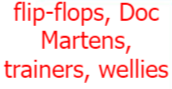 flip-flops, Doc
Martens,
trainers, wellies